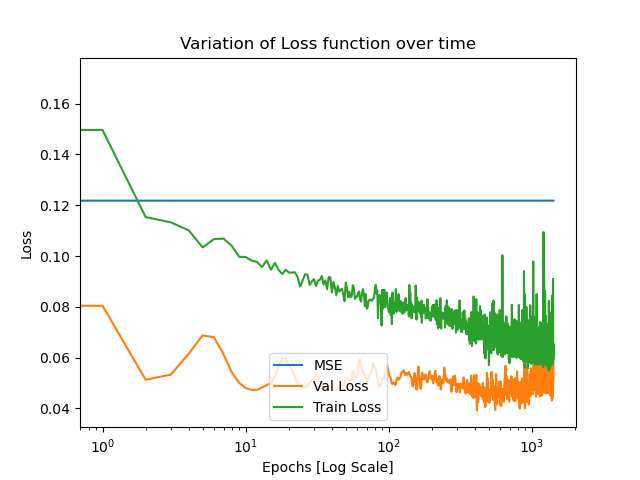 Variation of Loss function over time
0.16
0.14
0.12
0.10
0.08
0.06
0.04
Loss
MSE
Val Loss
Train Loss
10⁰ 10¹ 10² 10³
Epochs [Log Scale]